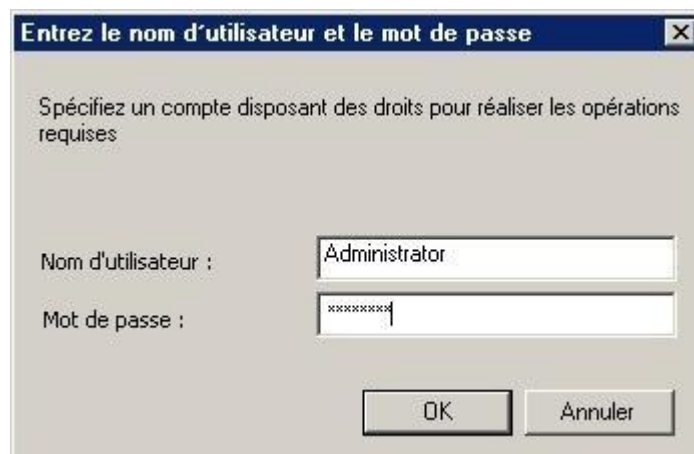 Entrez le nom d´utilisateur et le mot de passe
Spécifiez un compte disposant des droits pour réaliser les opérations
requises
Nom d'utilisateur : Administrator
Mot de passe : ××××××××
OK Annuler